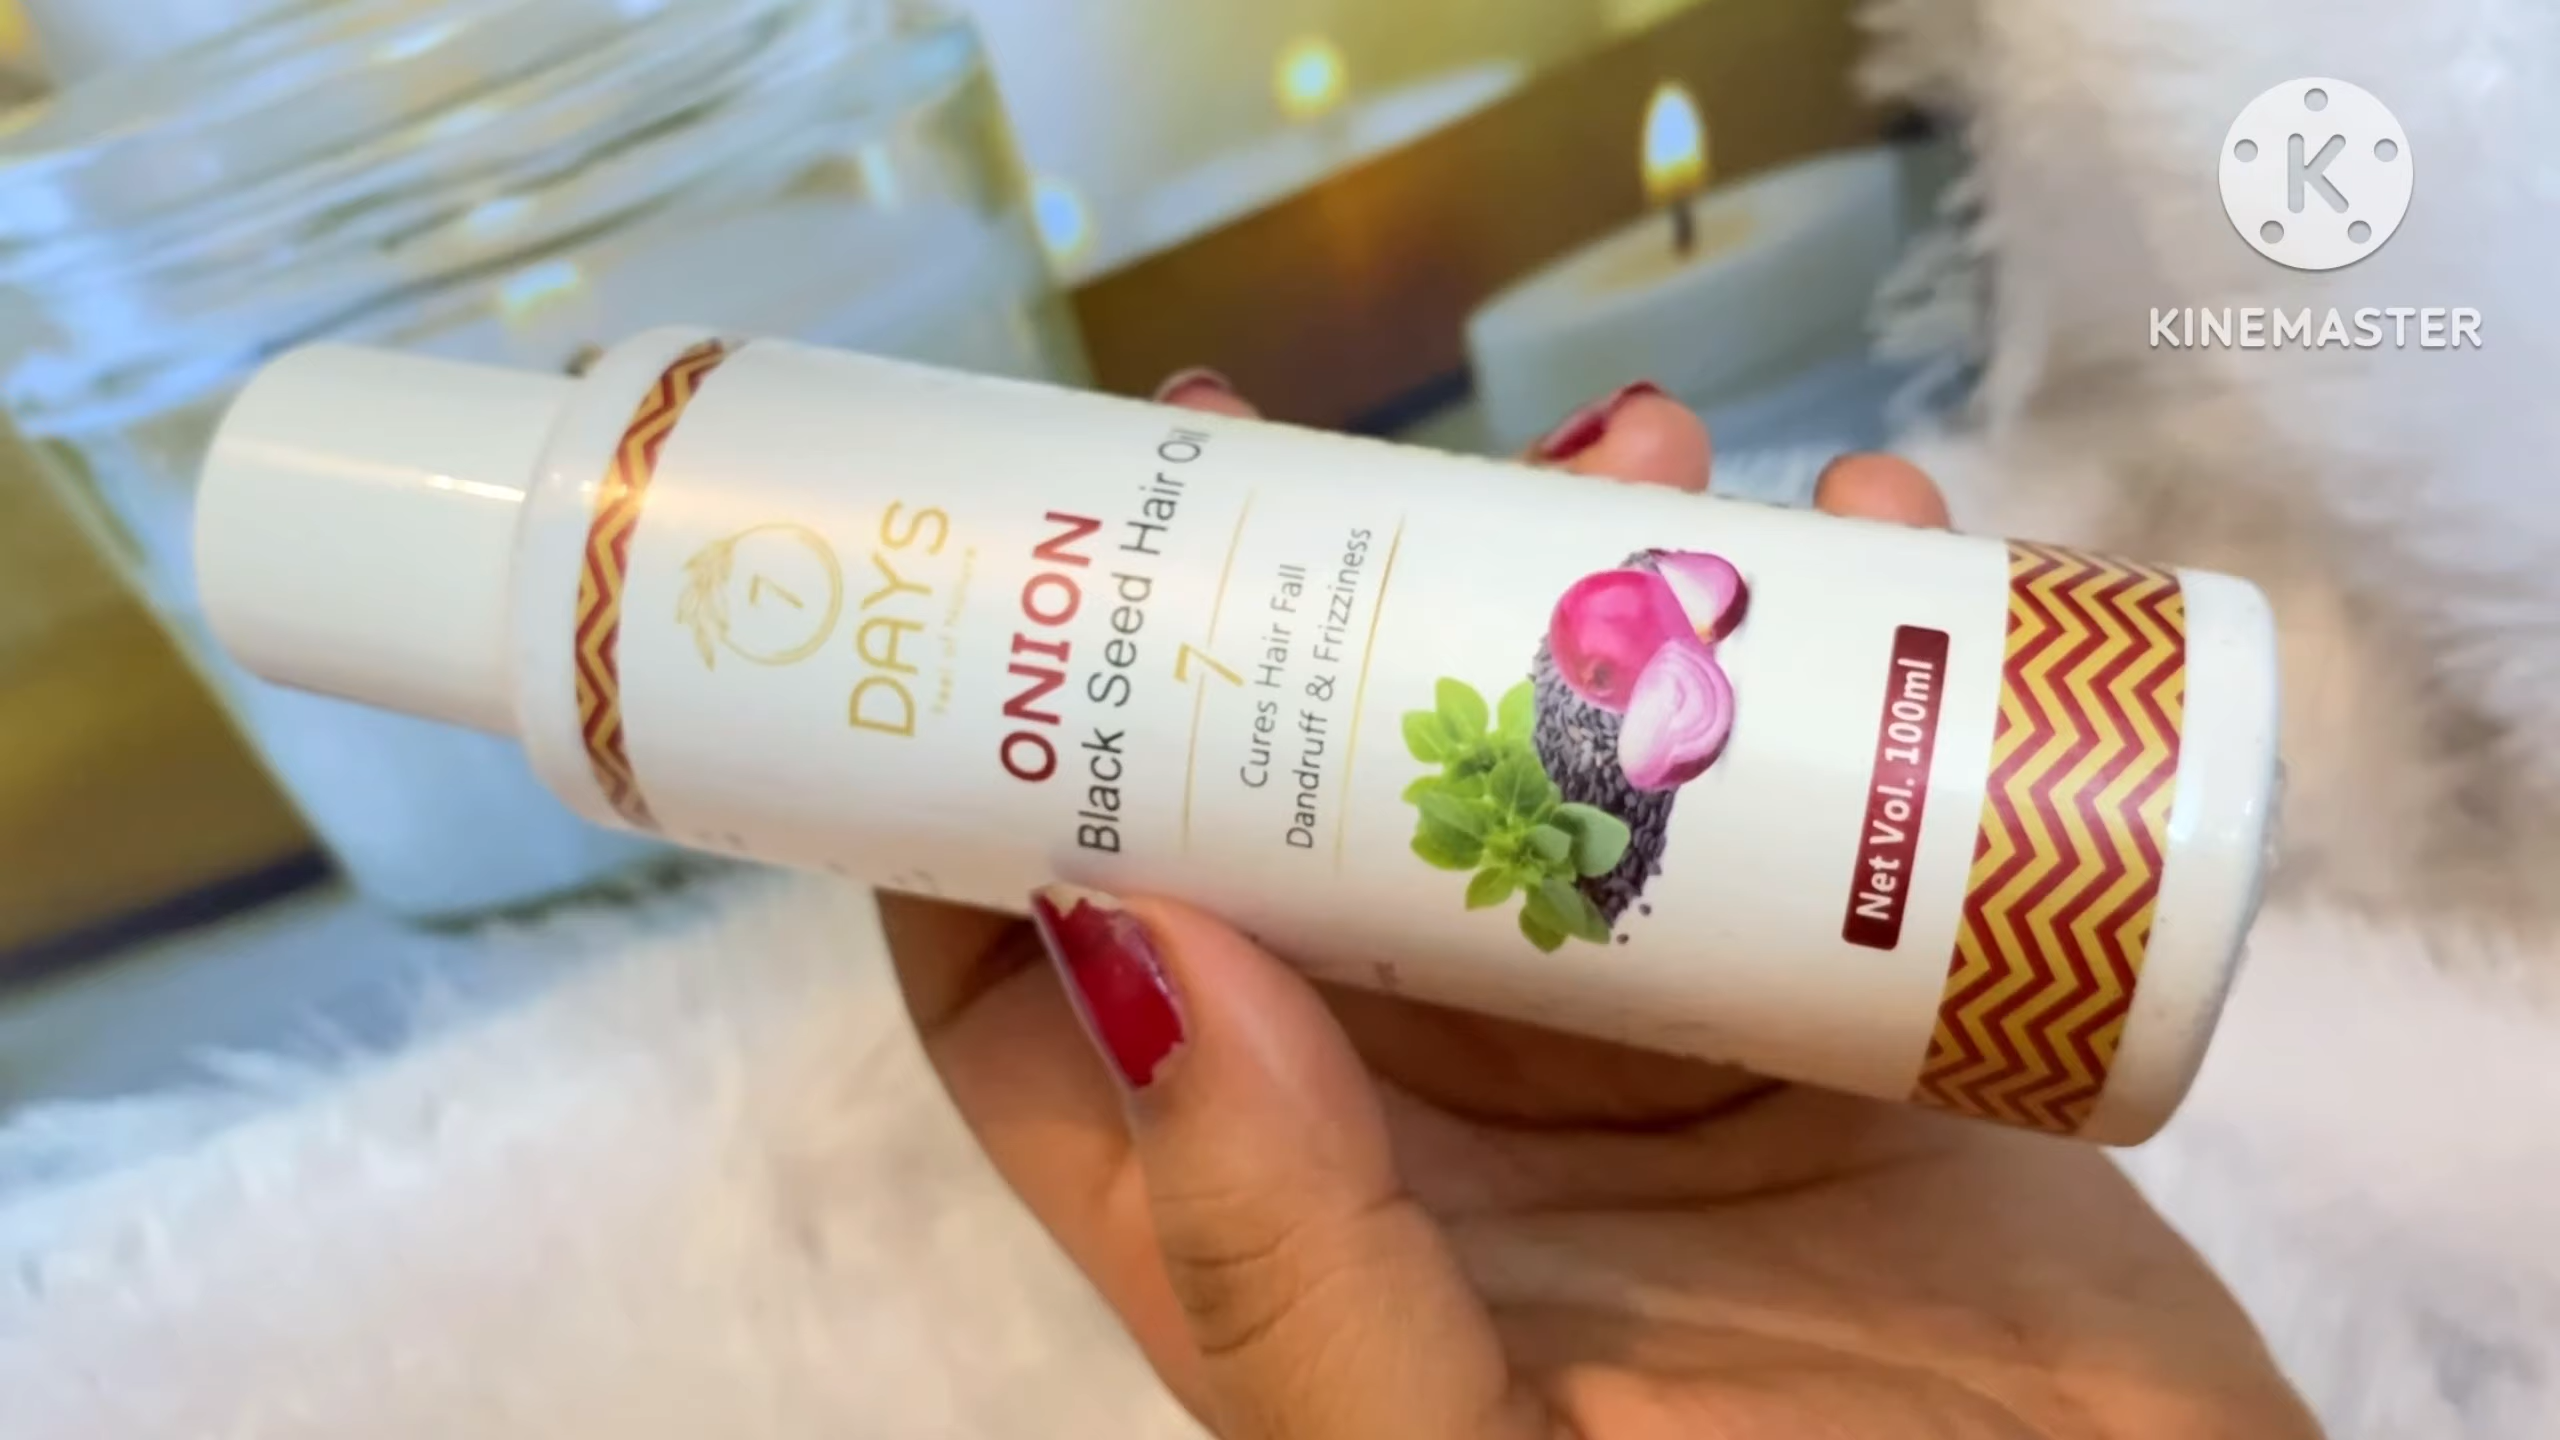 7
DAYS
ONION
Black Seed Hair Oil
7
Cures Hair Fall
Dandruff & Frizziness
Net Vol. 100ml
K
KINEMASTER